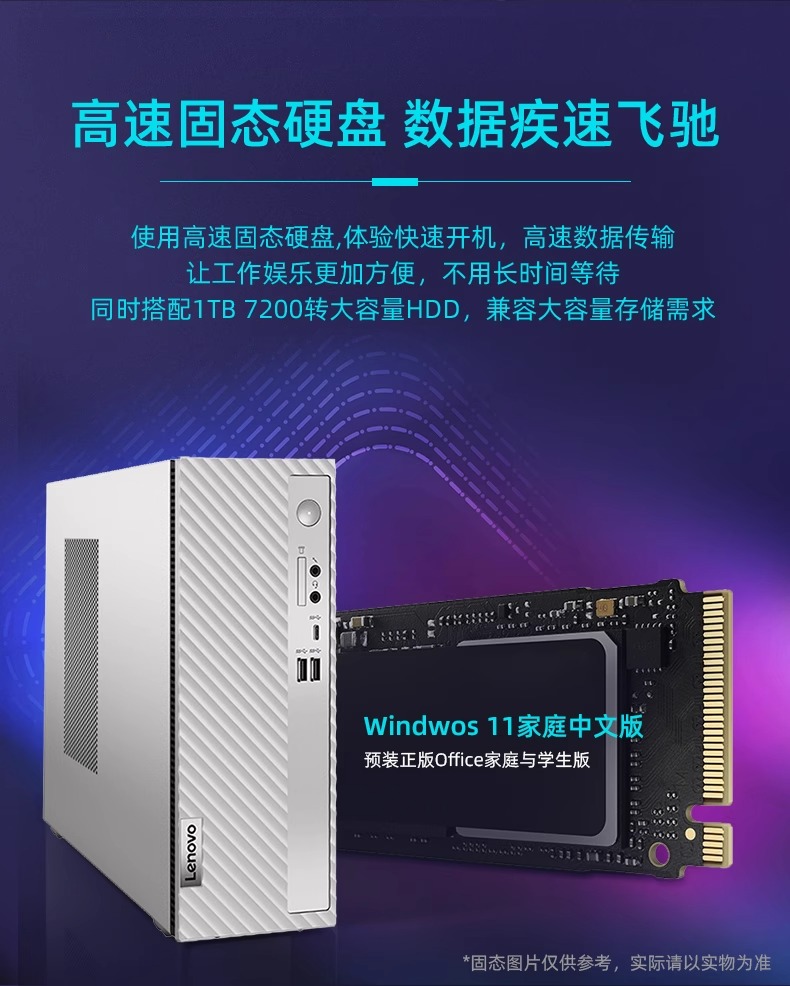 高速固态硬盘 数据疾速飞驰
使用高速固态硬盘,体验快速开机，高速数据传输
让工作娱乐更加方便，不用长时间等待
同时搭配1TB 7200转大容量HDD，兼容大容量存储需求
Windwos 11家庭中文版
预装正版Office家庭与学生版
Lenovo
*固态图片仅供参考，实际请以实物为准